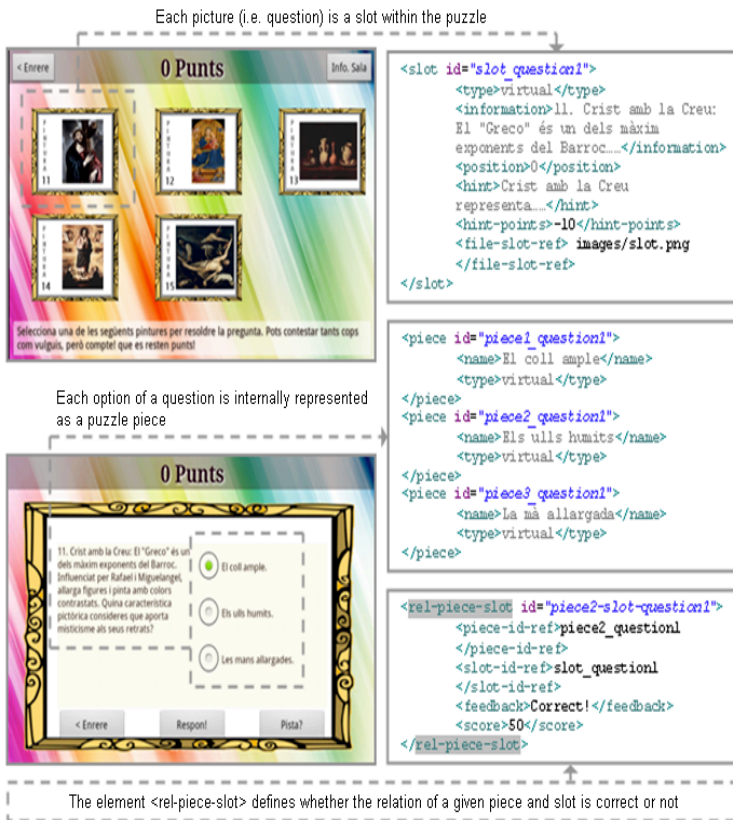 Each picture (i.e. question) is a slot within the puzzle
< Enrere
0 Punts
Info. Sala
PINTURA
11
PINTURA
12
PINTURA
13
PINTURA
14
PINTURA
15
Selecciona una de les següents pintures per resoldre la pregunta. Pots contestar tants cops
com vulguis, però compte! que es resten punts!
<slot id="slot_question1">
<type>virtual</type>
<information>11. Crist amb la Creu:
El "Greco" és un dels màxim
exponents del Barroc……</information>
<position>0</position>
<hint>Crist amb la Creu
representa……</hint>
<hint-points>-10</hint-points>
<file-slot-ref> images/slot.png
</file-slot-ref>
</slot>
Each option of a question is internally represented
as a puzzle piece
<piece id="piece1_question1">
<name>El coll ample</name>
<type>virtual</type>
</piece>
<piece id="piece2_question1">
<name>Els ulls humits</name>
<type>virtual</type>
</piece>
<piece id="piece3_question1">
<name>La mà allargada</name>
<type>virtual</type>
</piece>
0 Punts
11. Crist amb la Creu: El "Greco" és un
dels màxim exponents del Barroc.
Influenciat per Rafael i Miguelangel,
allarga figures i pinta amb colors
contrastats. Quina característica
pictòrica consideres que aporta
misticisme als seus retrats?
El coll ample.
Els ulls humits.
Les mans allargades.
< Enrere
Respon!
Pista?
<rel-piece-slot id="piece2-slot-question1">
<piece-id-ref>piece2_question1
</piece-id-ref>
<slot-id-ref>slot_question1
</slot-id-ref>
<feedback>Correct!</feedback>
<score>50</score>
</rel-piece-slot>
The element <rel-piece-slot> defines whether the relation of a given piece and slot is correct or not